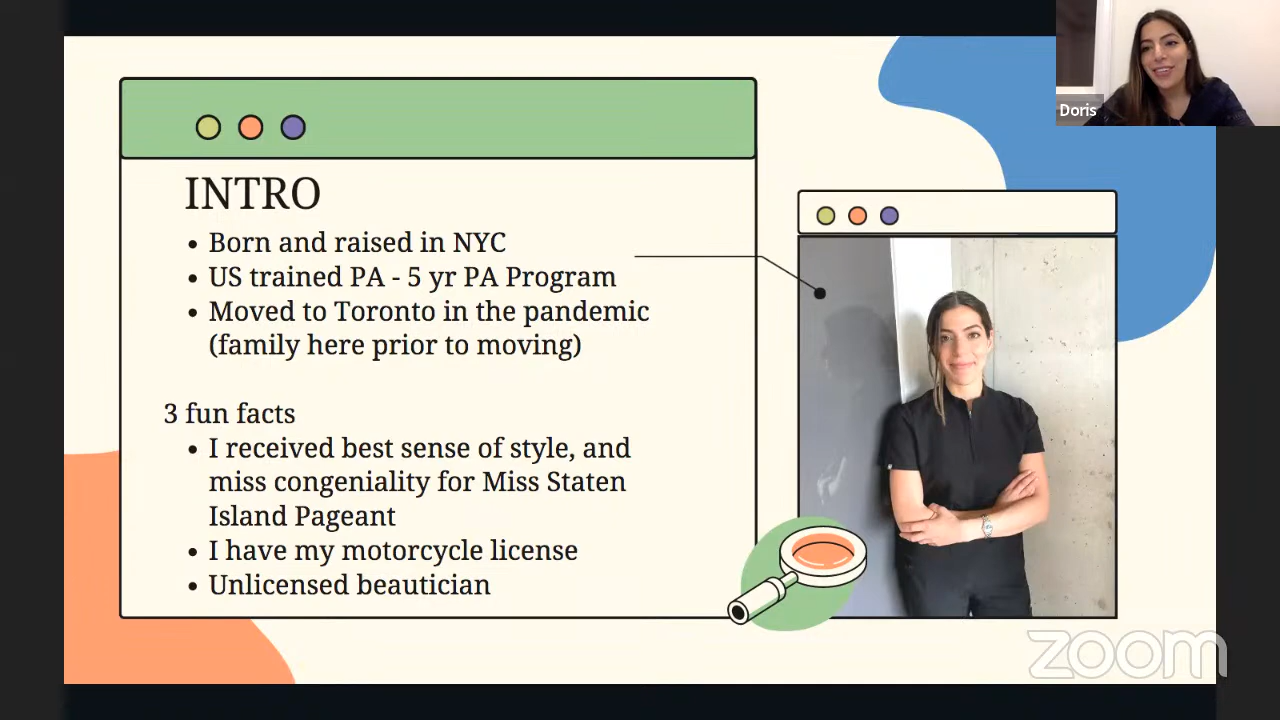 Doris
INTRO
• Born and raised in NYC
• US trained PA - 5 yr PA Program
• Moved to Toronto in the pandemic
(family here prior to moving)
3 fun facts
• I received best sense of style, and
miss congeniality for Miss Staten
Island Pageant
• I have my motorcycle license
• Unlicensed beautician
zoom